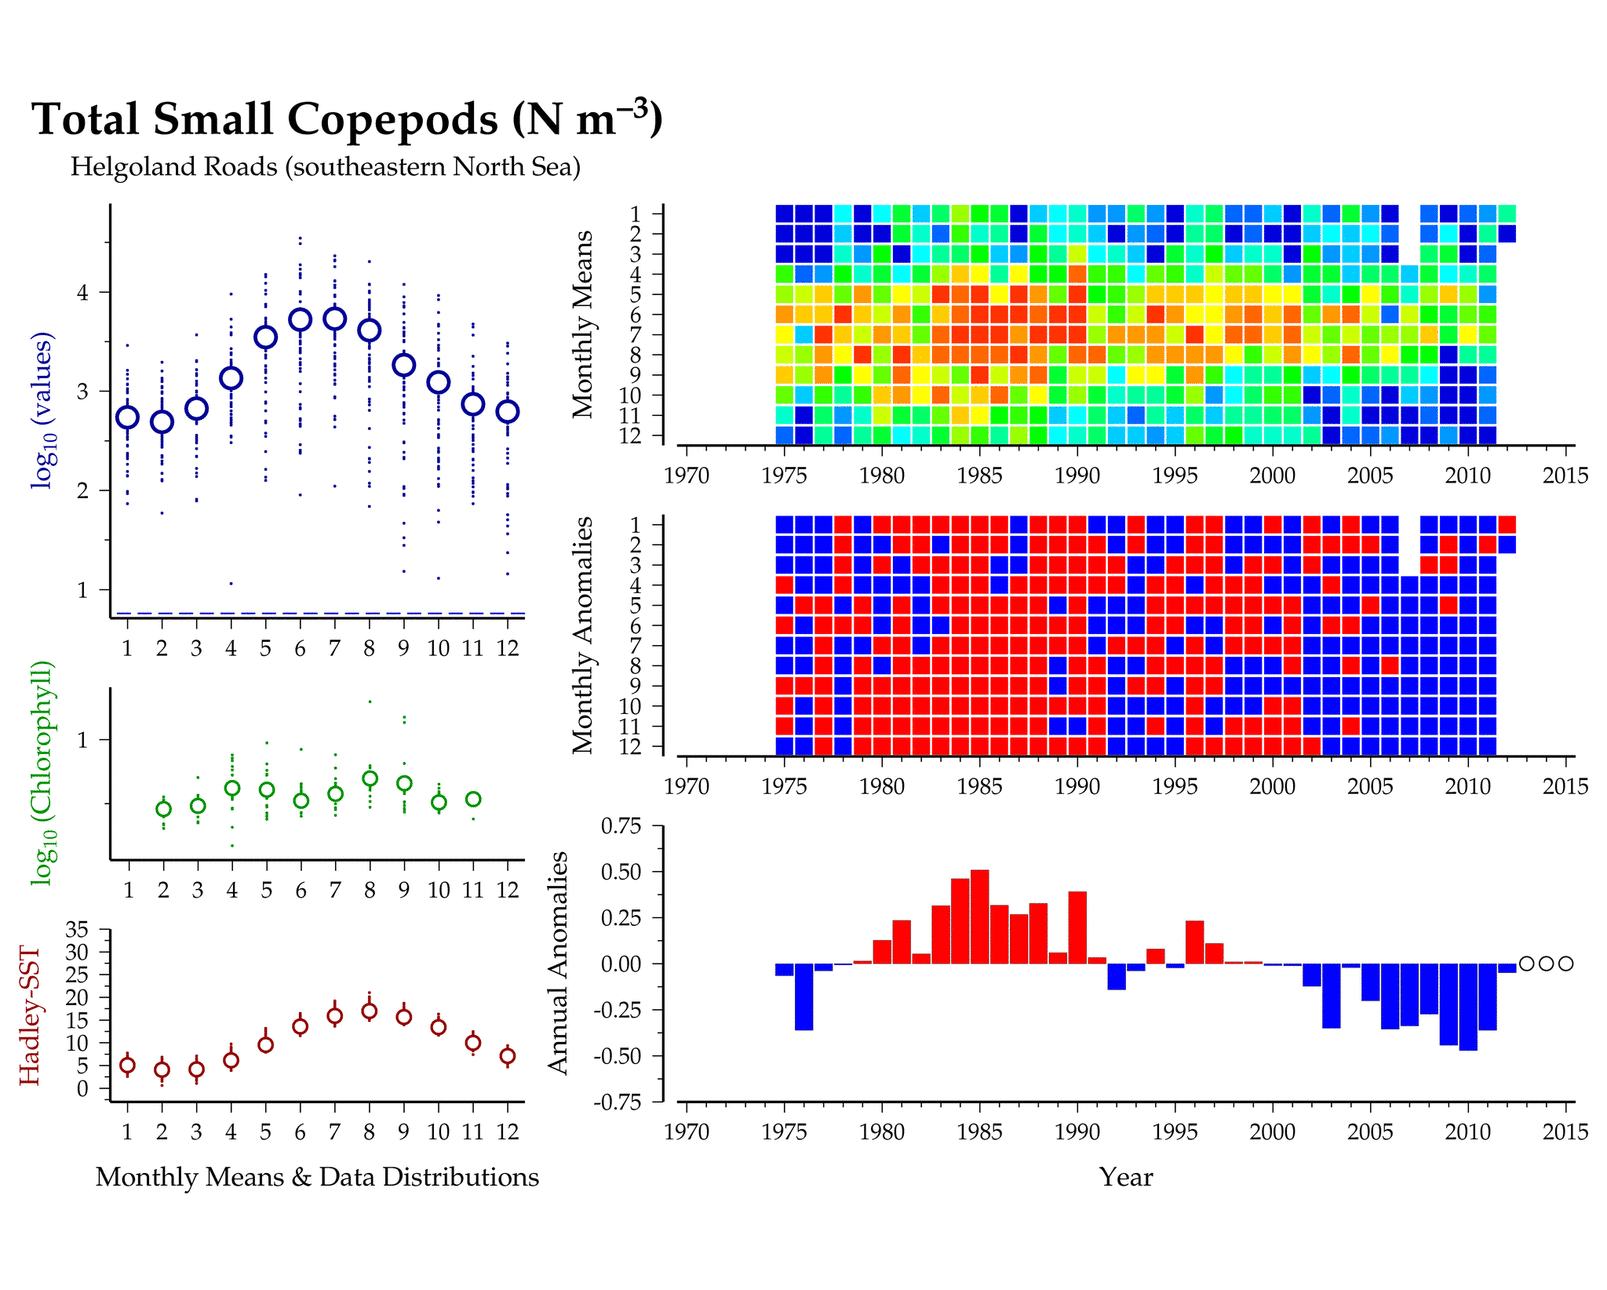 Total Small Copepods (N m⁻³)
Helgoland Roads (southeastern North Sea)
log₁₀ (values)
4
3
2
1
1 2 3 4 5 6 7 8 9 10 11 12
log₁₀ (Chlorophyll)
1
1 2 3 4 5 6 7 8 9 10 11 12
Hadley-SST
35
30
25
20
15
10
5
0
1 2 3 4 5 6 7 8 9 10 11 12
Monthly Means & Data Distributions
Monthly Means
1
2
3
4
5
6
7
8
9
10
11
12
1970 1975 1980 1985 1990 1995 2000 2005 2010 2015
Monthly Anomalies
1
2
3
4
5
6
7
8
9
10
11
12
1970 1975 1980 1985 1990 1995 2000 2005 2010 2015
Annual Anomalies
0.75
0.50
0.25
0.00
-0.25
-0.50
-0.75
1970 1975 1980 1985 1990 1995 2000 2005 2010 2015
Year